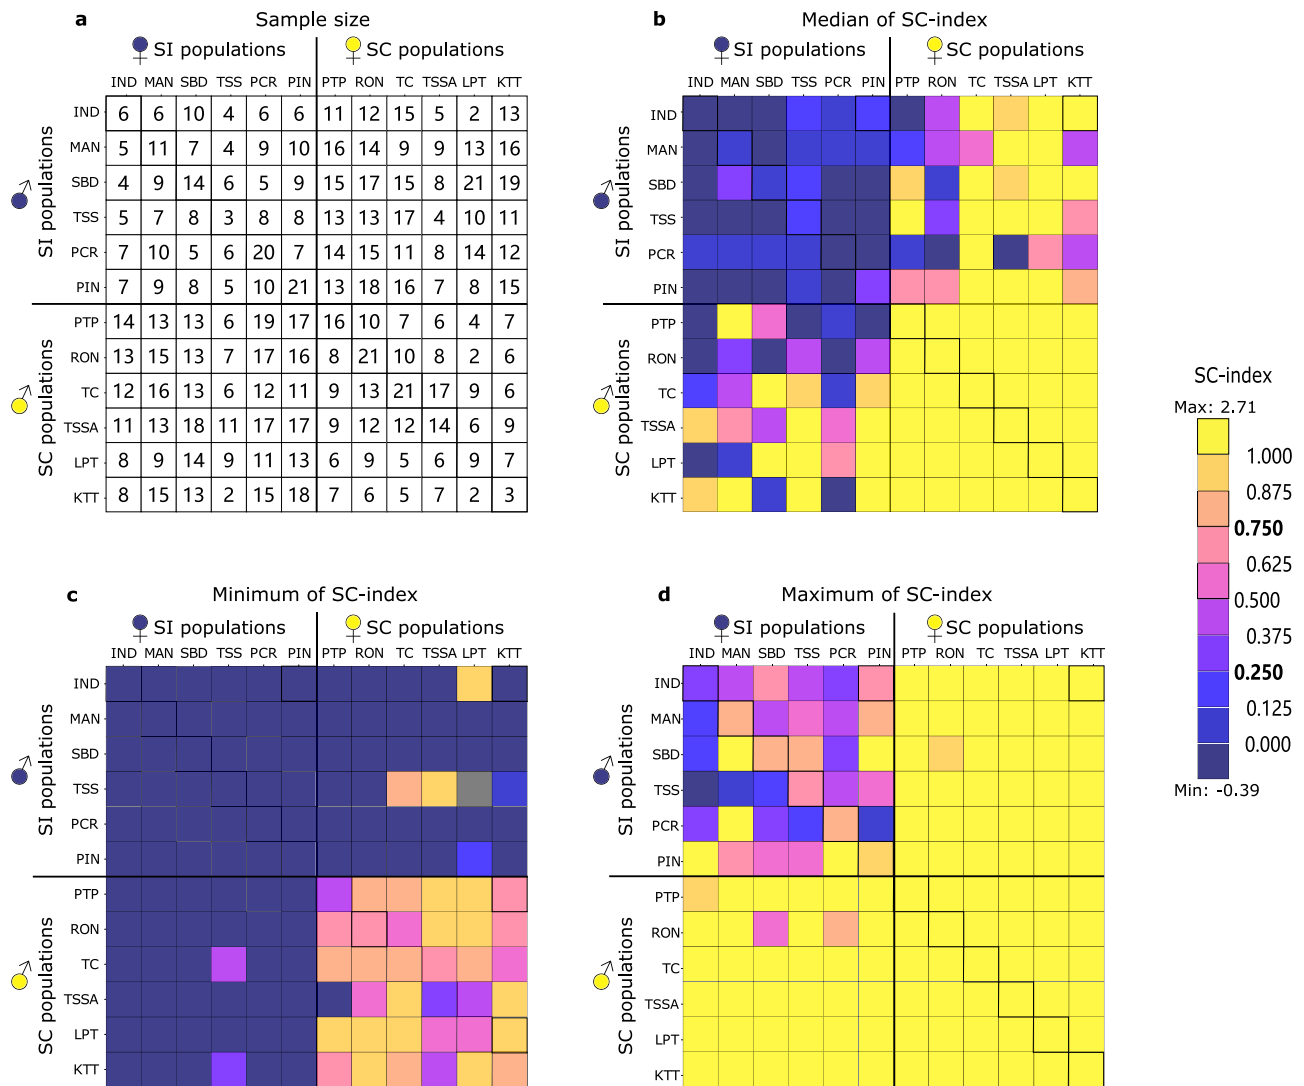 a Sample size
♀ SI populations ♀ SC populations
IND MAN SBD TSS PCR PIN PTP RON TC TSSA LPT KTT
♂ SI populations
IND 6 6 10 4 6 6 11 12 15 5 2 13
MAN 5 11 7 4 9 10 16 14 9 9 13 16
SBD 4 9 14 6 5 9 15 17 15 8 21 19
TSS 5 7 8 3 8 8 13 13 17 4 10 11
PCR 7 10 5 6 20 7 14 15 11 8 14 12
PIN 7 9 8 5 10 21 13 18 16 7 8 15
♂ SC populations
PTP 14 13 13 6 19 17 16 10 7 6 4 7
RON 13 15 13 7 17 16 8 21 10 8 2 6
TC 12 16 13 6 12 11 9 13 21 17 9 6
TSSA 11 13 18 11 17 17 9 12 12 14 6 9
LPT 8 9 14 9 11 13 6 9 5 6 9 7
KTT 8 15 13 2 15 18 7 6 5 7 2 3
b Median of SC-index
♀ SI populations ♀ SC populations
IND MAN SBD TSS PCR PIN PTP RON TC TSSA LPT KTT
♂ SI populations
IND
MAN
SBD
TSS
PCR
PIN
♂ SC populations
PTP
RON
TC
TSSA
LPT
KTT
SC-index
Max: 2.71
1.000
0.875
0.750
0.625
0.500
0.375
0.250
0.125
0.000
Min: -0.39
c Minimum of SC-index
♀ SI populations ♀ SC populations
IND MAN SBD TSS PCR PIN PTP RON TC TSSA LPT KTT
♂ SI populations
IND
MAN
SBD
TSS
PCR
PIN
♂ SC populations
PTP
RON
TC
TSSA
LPT
KTT
d Maximum of SC-index
♀ SI populations ♀ SC populations
IND MAN SBD TSS PCR PIN PTP RON TC TSSA LPT KTT
♂ SI populations
IND
MAN
SBD
TSS
PCR
PIN
♂ SC populations
PTP
RON
TC
TSSA
LPT
KTT